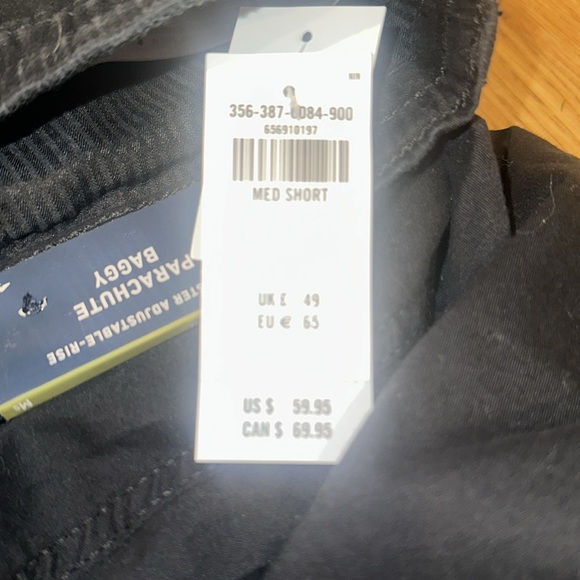 356-387-0084-900
656910197
MED SHORT
UK £ 49
EU € 65
US $ 59.95
CAN $ 69.95
ADJUSTABLE-RISE
PARACHUTE
BAGGY